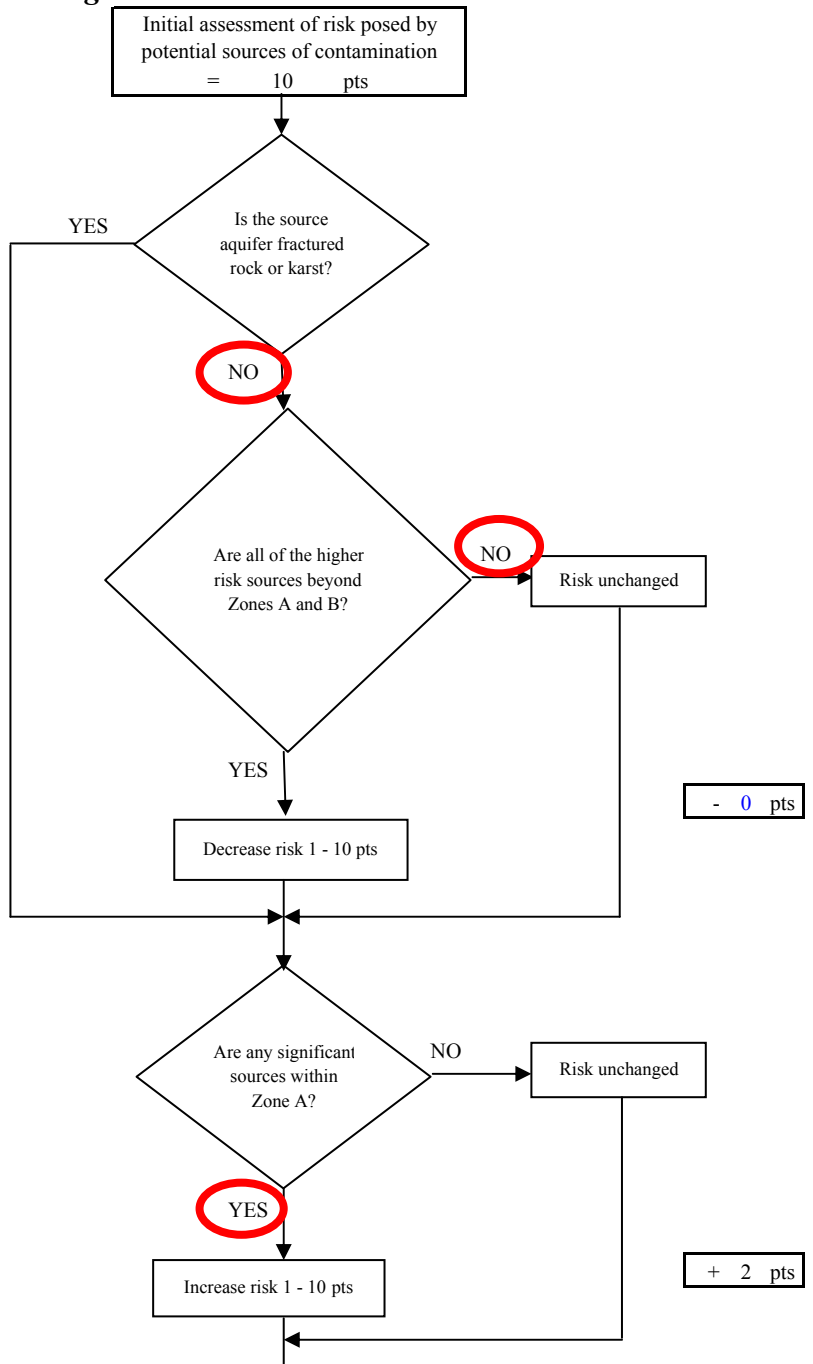 g
Initial assessment of risk posed by
potential sources of contamination
= 10 pts
YES
Is the source
aquifer fractured
rock or karst?
NO
Are all of the higher
risk sources beyond
Zones A and B?
NO
Risk unchanged
YES
- 0 pts
Decrease risk 1 - 10 pts
Are any significant
sources within
Zone A?
NO
Risk unchanged
YES
+ 2 pts
Increase risk 1 - 10 pts